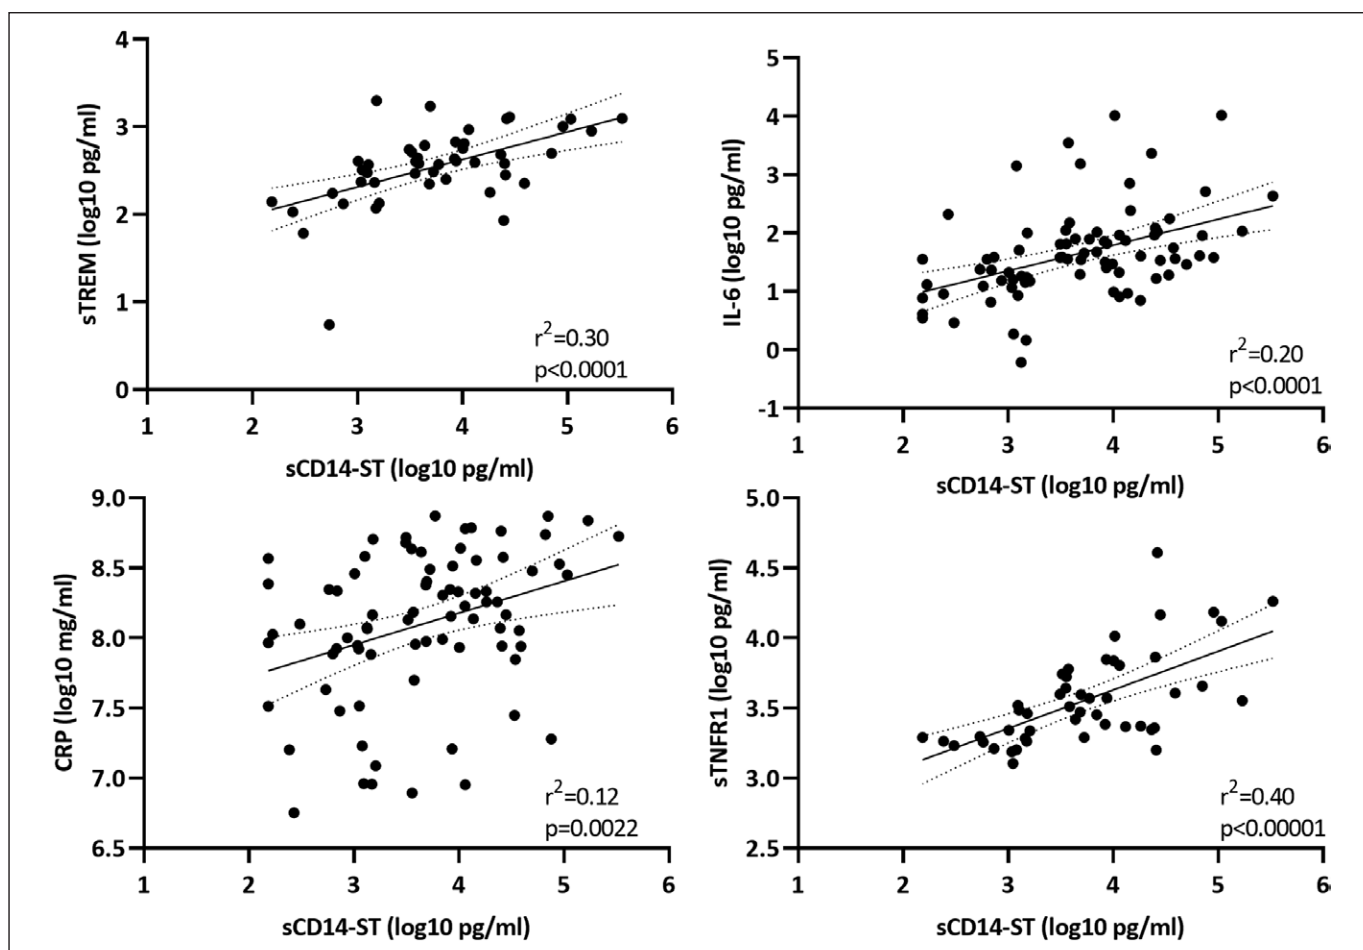 4
3
2
1
0
sTREM (log10 pg/ml)
r²=0.30
p<0.0001
1 2 3 4 5 6
sCD14-ST (log10 pg/ml)
5
4
3
2
1
0
-1
IL-6 (log10 pg/ml)
r²=0.20
p<0.0001
1 2 3 4 5 6
sCD14-ST (log10 pg/ml)
9.0
8.5
8.0
7.5
7.0
6.5
CRP (log10 mg/ml)
r²=0.12
p=0.0022
1 2 3 4 5 6
sCD14-ST (log10 pg/ml)
5.0
4.5
4.0
3.5
3.0
2.5
sTNFR1 (log10 pg/ml)
r²=0.40
p<0.00001
1 2 3 4 5 6
sCD14-ST (log10 pg/ml)